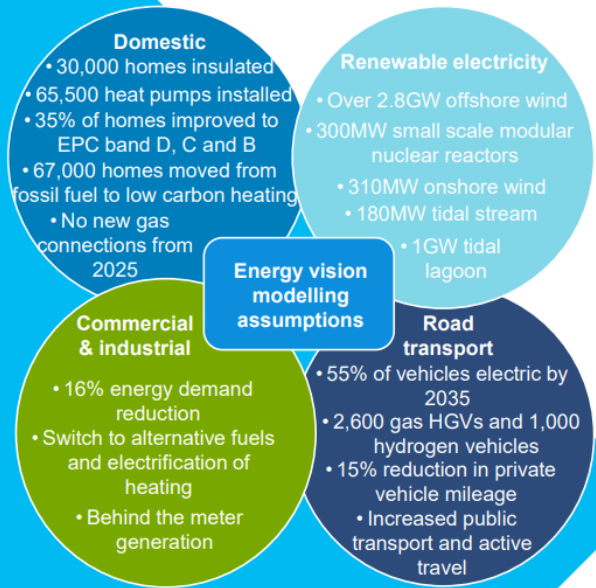 Domestic
• 30,000 homes insulated
• 65,500 heat pumps installed
• 35% of homes improved to
EPC band D, C and B
• 67,000 homes moved from
fossil fuel to low carbon heating
• No new gas
connections from
2025
Renewable electricity
• Over 2.8GW offshore wind
• 300MW small scale modular
nuclear reactors
• 310MW onshore wind
• 180MW tidal stream
• 1GW tidal
lagoon
Energy vision
modelling
assumptions
Commercial
& industrial
• 16% energy demand
reduction
• Switch to alternative fuels
and electrification of
heating
• Behind the meter
generation
Road
transport
• 55% of vehicles electric by
2035
• 2,600 gas HGVs and 1,000
hydrogen vehicles
• 15% reduction in private
vehicle mileage
• Increased public
transport and active
travel